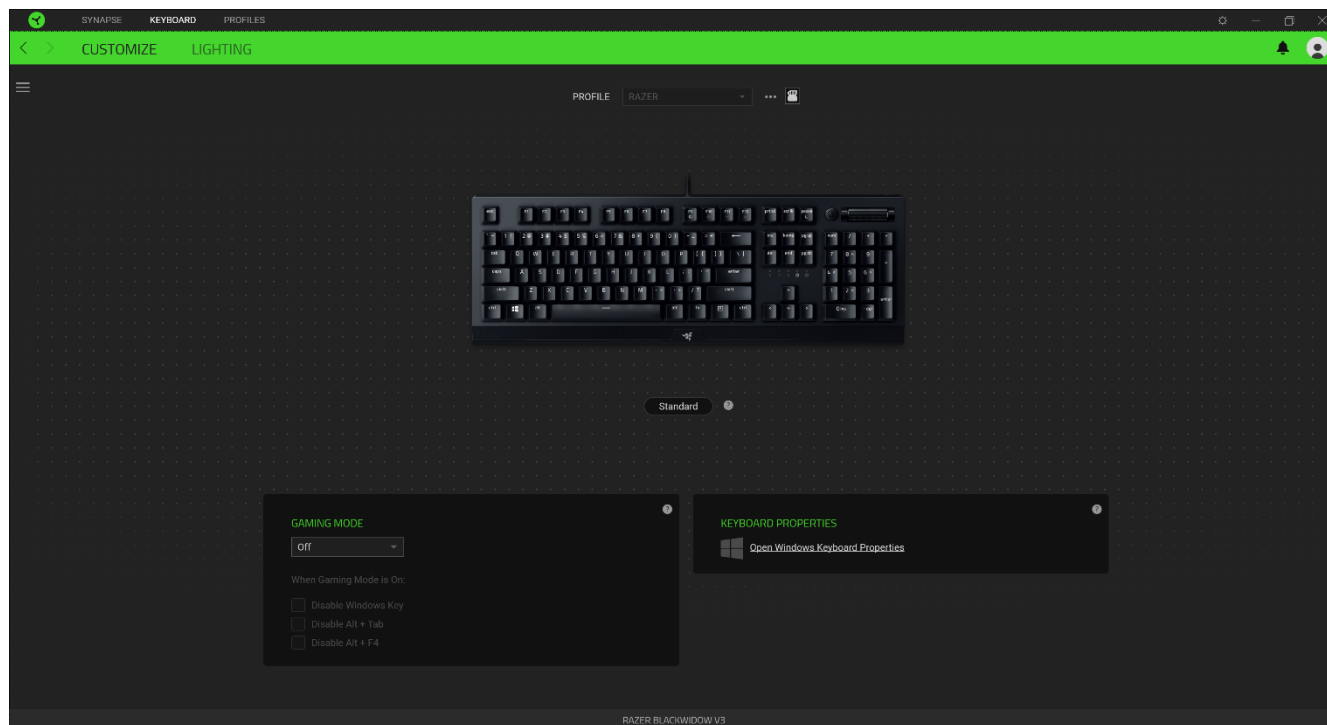 SYNAPSE KEYBOARD PROFILES
CUSTOMIZE LIGHTING
PROFILE RAZER
Standard
GAMING MODE
Off
When Gaming Mode is On:
Disable Windows Key
Disable Alt + Tab
Disable Alt + F4
KEYBOARD PROPERTIES
Open Windows Keyboard Properties
RAZER BLACKWIDOW V3